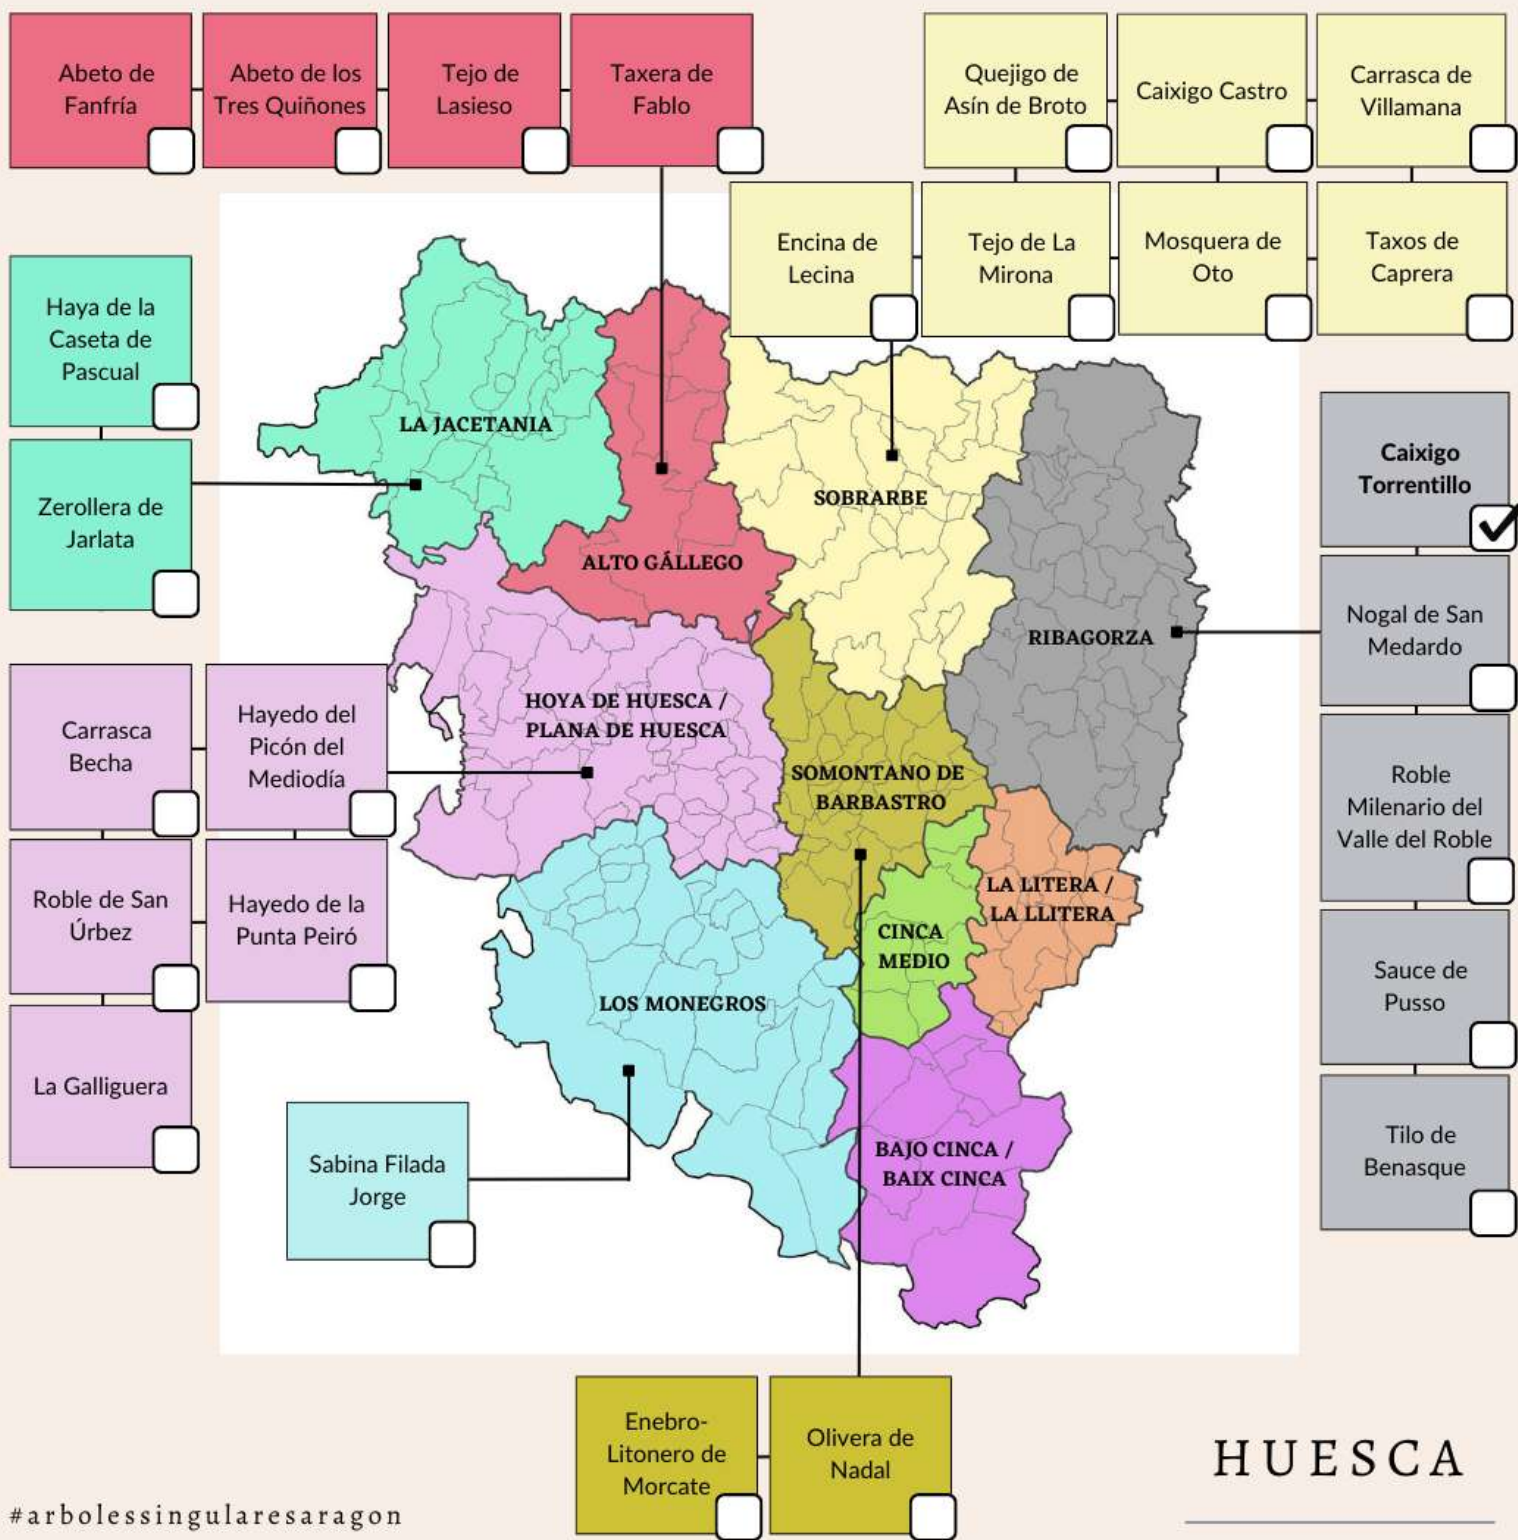 Abeto de
Fanfría
Abeto de los
Tres Quiñones
Tejo de
Lasieso
Taxera de
Fablo
Quejigo de
Asín de Broto
Caixigo Castro
Carrasca de
Villamana
Encina de
Lecina
Tejo de La
Mirona
Mosquera de
Oto
Taxos de
Caprera
Haya de la
Caseta de
Pascual
Zerollera de
Jarlata
LA JACETANIA
ALTO GÁLLEGO
SOBRARBE
RIBAGORZA
Caixigo
Torrentillo
Nogal de San
Medardo
Roble
Milenario del
Valle del Roble
Sauce de
Pusso
Tilo de
Benasque
Carrasca
Becha
Hayedo del
Picón del
Mediodía
Roble de San
Úrbez
Hayedo de la
Punta Peiró
La Galliguera
HOYA DE HUESCA /
PLANA DE HUESCA
SOMONTANO DE
BARBASTRO
LA LITERA /
LA LLITERA
CINCA
MEDIO
LOS MONEGROS
BAJO CINCA /
BAIX CINCA
Sabina Filada
Jorge
Enebro-
Litonero de
Morcate
Olivera de
Nadal
HUESCA
#arbolessingularesaragon